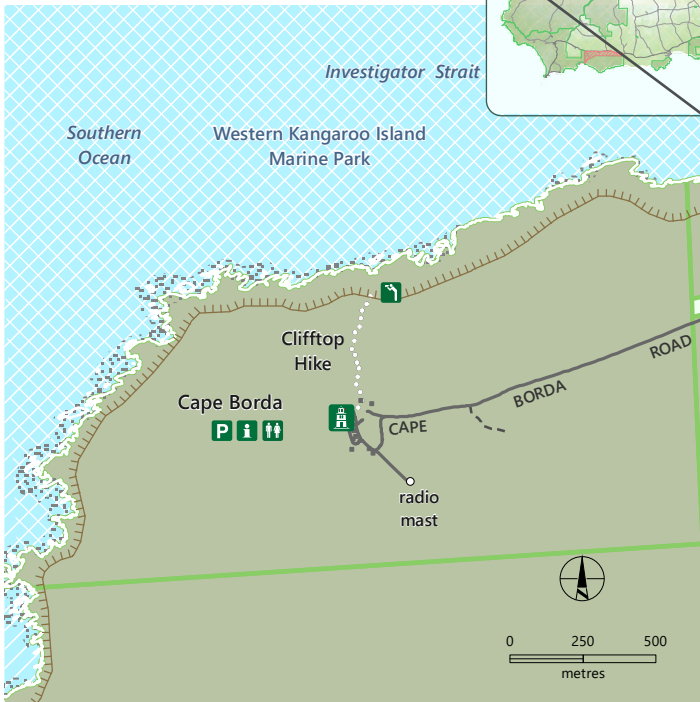 Investigator Strait
Southern
Ocean
Western Kangaroo Island
Marine Park
Clifftop
Hike
ROAD
BORDA
CAPE
Cape Borda
P i
radio
mast
0 250 500
metres